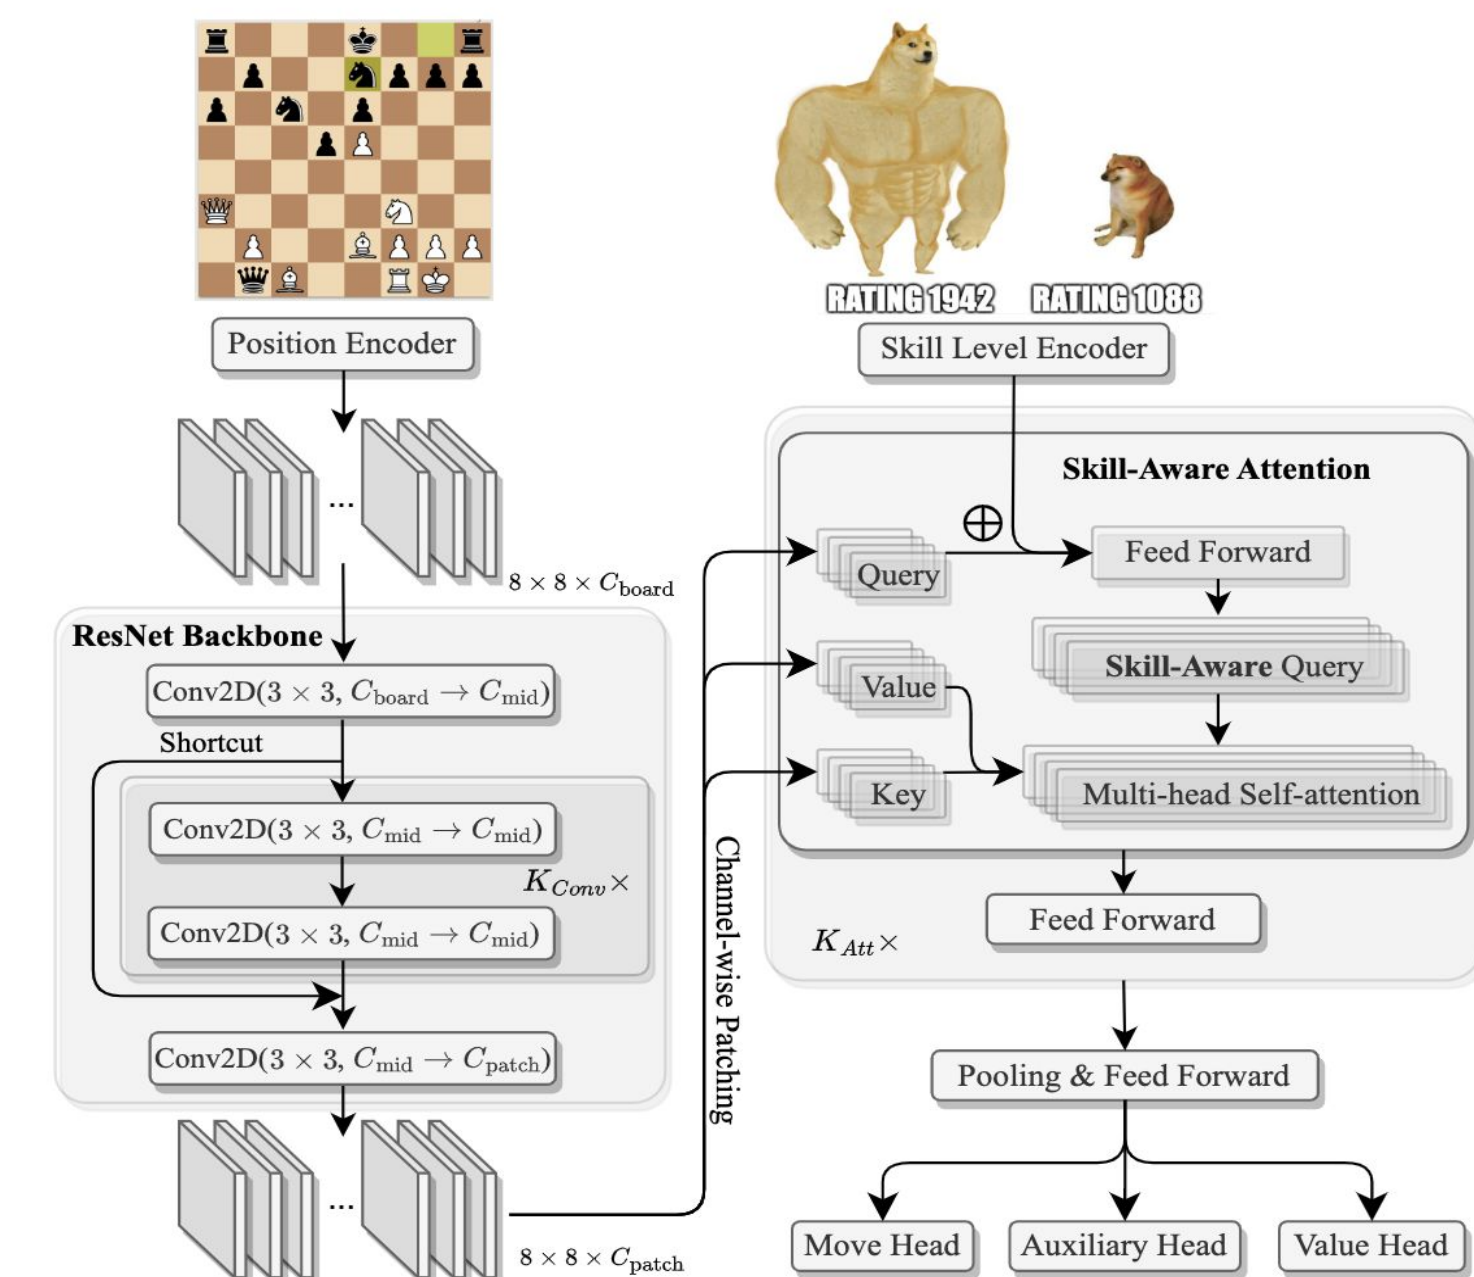 RATING 1942
RATING 1088
Position Encoder
Skill Level Encoder
...
8 × 8 × C_board
ResNet Backbone
Conv2D(3 × 3, C_board → C_mid)
Shortcut
Conv2D(3 × 3, C_mid → C_mid)
K_Conv×
Conv2D(3 × 3, C_mid → C_mid)
Conv2D(3 × 3, C_mid → C_patch)
...
8 × 8 × C_patch
Channel-wise Patching
Skill-Aware Attention
⊕
Query
Feed Forward
Value
Skill-Aware Query
Key
Multi-head Self-attention
Feed Forward
K_Att×
Pooling & Feed Forward
Move Head
Auxiliary Head
Value Head